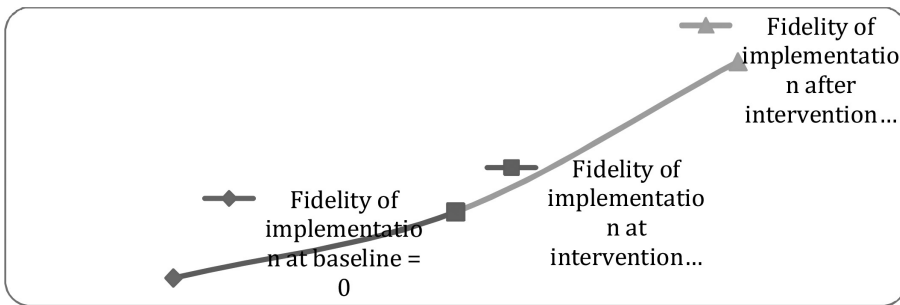 Fidelity of
implementatio
n after
intervention…
Fidelity of
implementatio
n at
intervention…
Fidelity of
implementatio
n at baseline =
0